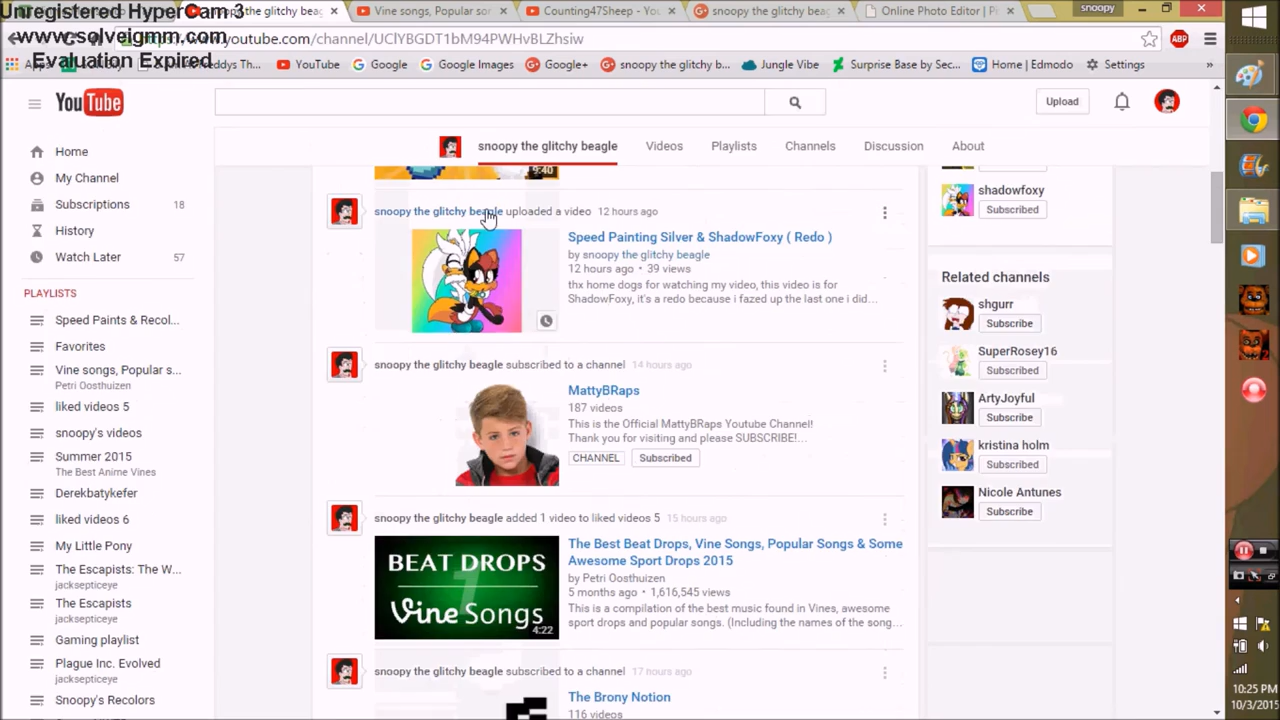 Unregistered HyperCam 3
www.solveigmm.com
Evaluation Expired
the glitchy beag
Vine songs, Popular son
Counting47Sheep - YouTu
snoopy the glitchy beagle
Online Photo Editor | Pi
snoopy
www.youtube.com/channel/UClYBGDT1bM94PWHvBLZhsiw
ABP
YouTube
Google
Google Images
Google+
snoopy the glitchy b...
Jungle Vibe
Surprise Base by Sec...
Home | Edmodo
Settings
»
YouTube
Upload
snoopy the glitchy beagle
Videos
Playlists
Channels
Discussion
About
Home
My Channel
Subscriptions 18
History
Watch Later 57
PLAYLISTS
Speed Paints & Recol...
Favorites
Vine songs, Popular s...
Petri Oosthuizen
liked videos 5
snoopy's videos
Summer 2015
The Best Anime Vines
Derekbatykefer
liked videos 6
My Little Pony
The Escapists: The W...
jacksepticeye
The Escapists
jacksepticeye
Gaming playlist
Plague Inc. Evolved
jacksepticeye
Snoopy's Recolors
9:40
snoopy the glitchy beagle uploaded a video 12 hours ago
Speed Painting Silver & ShadowFoxy ( Redo )
by snoopy the glitchy beagle
12 hours ago • 39 views
thx home dogs for watching my video, this video is for
ShadowFoxy, it's a redo because i fazed up the last one i did...
snoopy the glitchy beagle subscribed to a channel 14 hours ago
MattyBRaps
187 videos
This is the Official MattyBRaps Youtube Channel!
Thank you for visiting and please SUBSCRIBE!...
CHANNEL Subscribed
snoopy the glitchy beagle added 1 video to liked videos 5 15 hours ago
BEAT DROPS
Vine Songs
4:22
The Best Beat Drops, Vine Songs, Popular Songs & Some
Awesome Sport Drops 2015
by Petri Oosthuizen
5 months ago • 1,616,545 views
This is a compilation of the best music found in Vines, awesome
sport drops and popular songs. (Including the names of the song...
snoopy the glitchy beagle subscribed to a channel 17 hours ago
The Brony Notion
116 videos
shadowfoxy
Subscribed
Related channels
shgurr
Subscribe
SuperRosey16
Subscribed
ArtyJoyful
Subscribe
kristina holm
Subscribed
Nicole Antunes
Subscribe
10:25 PM
10/3/2015